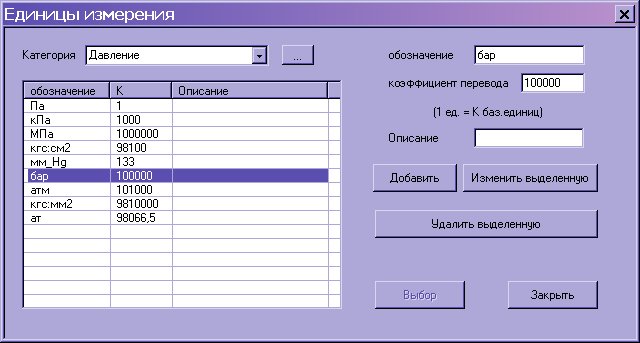 Единицы измерения
Категория Давление ...
обозначение К Описание
Па 1
кПа 1000
МПа 1000000
кгс:см2 98100
мм_Hg 133
бар 100000
атм 101000
кгс:мм2 9810000
ат 98066,5
обозначение бар
коэффициент перевода 100000
(1 ед. = К баз.единиц)
Описание
Добавить Изменить выделенную
Удалить выделенную
Выбор Закрыть